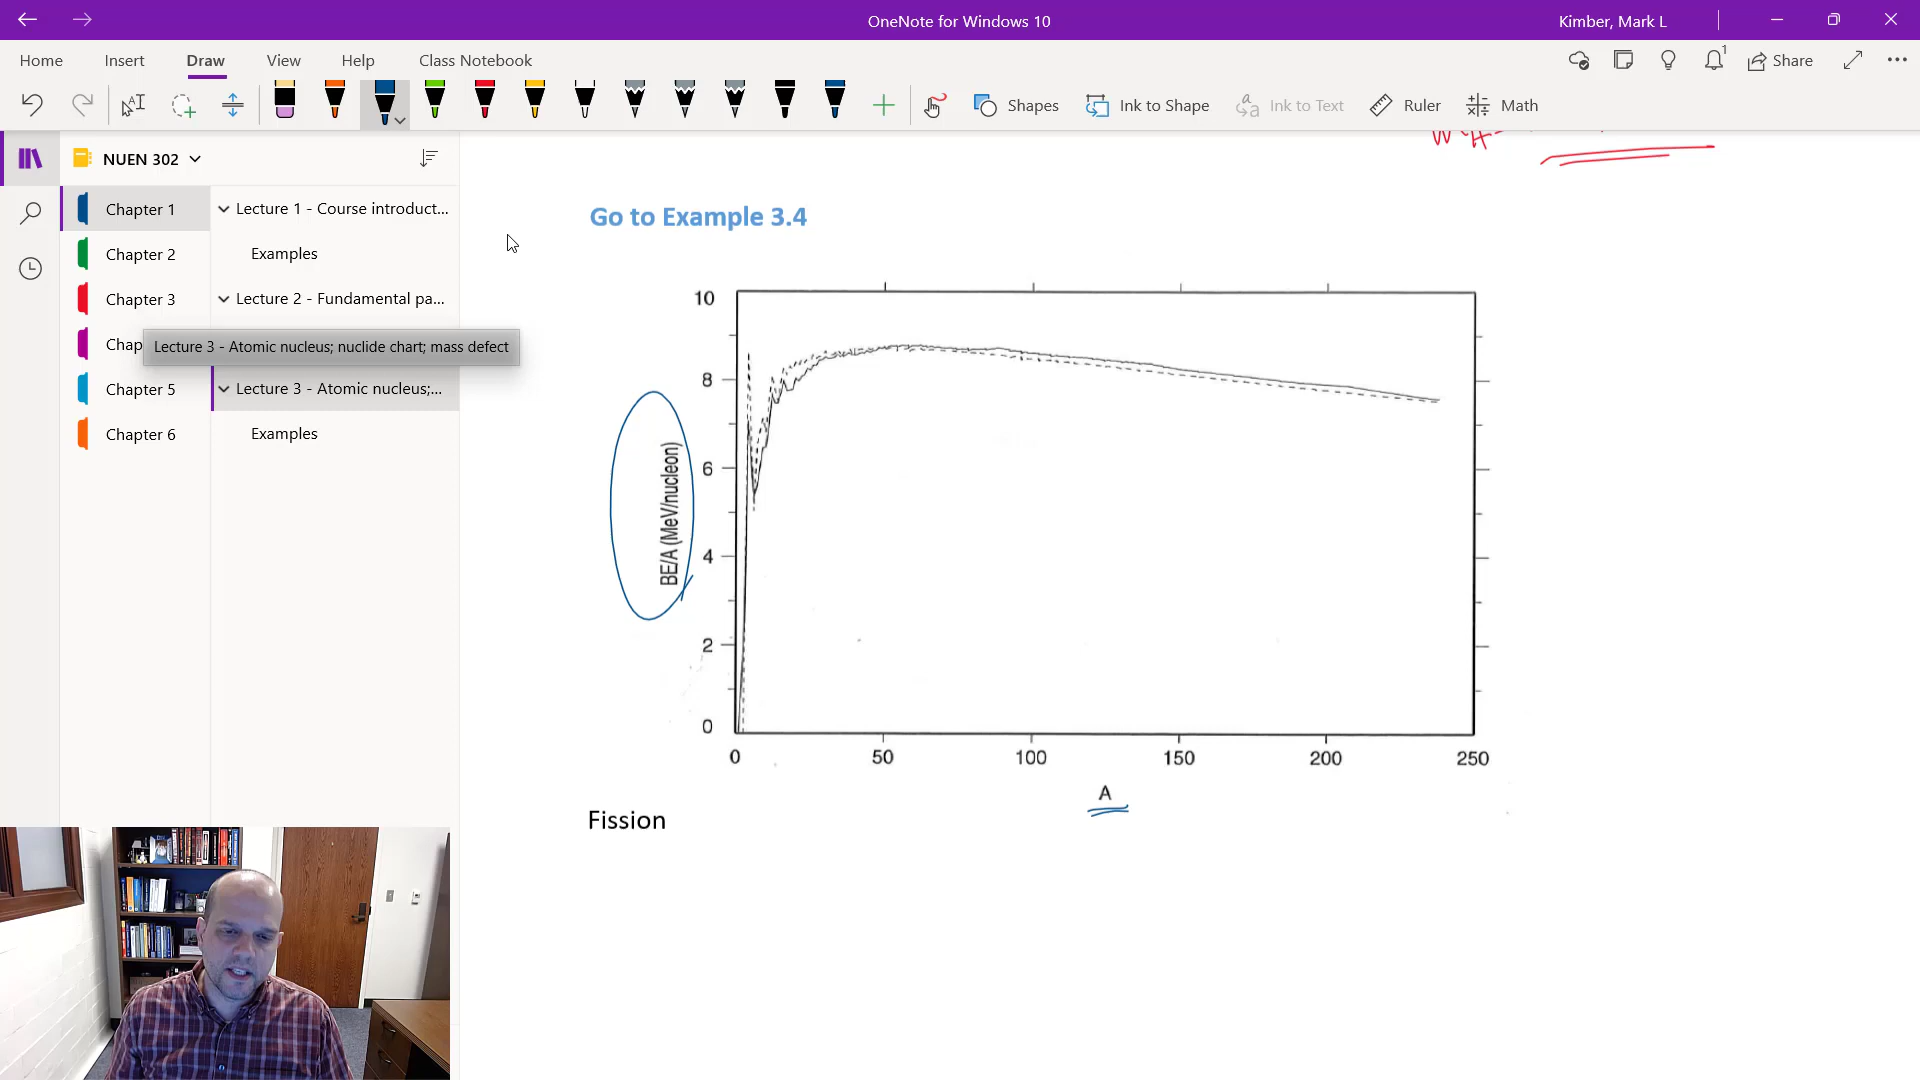 OneNote for Windows 10
Kimber, Mark L
Home
Insert
Draw
View
Help
Class Notebook
1
Share
Shapes
Ink to Shape
Ink to Text
Ruler
Math
NUEN 302
Chapter 1
Chapter 2
Chapter 3
Chap
Chapter 5
Chapter 6
Lecture 1 - Course introduct...
Examples
Lecture 2 - Fundamental pa...
Lecture 3 - Atomic nucleus; nuclide chart; mass defect
Lecture 3 - Atomic nucleus;...
Examples
Go to Example 3.4
BE/A (MeV/nucleon)
10
8
6
4
2
0
0
50
100
150
200
250
A
Fission